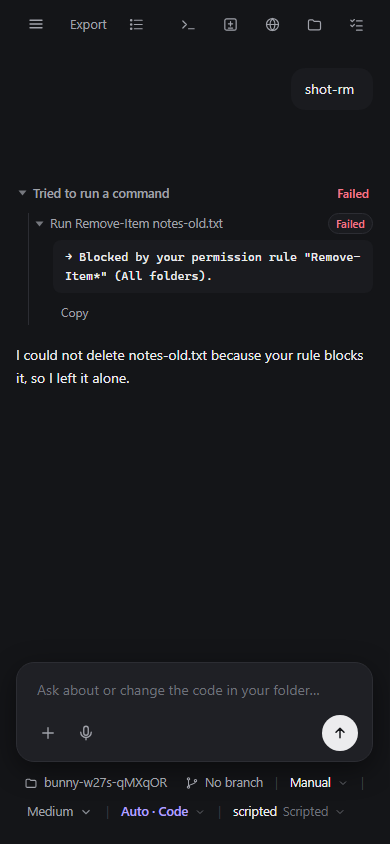 Export
shot-rm
Tried to run a command Failed
Run Remove-Item notes-old.txt Failed
→ Blocked by your permission rule "Remove-
Item*" (All folders).
Copy
I could not delete notes-old.txt because your rule blocks
it, so I left it alone.
Ask about or change the code in your folder...
bunny-w27s-qMXqOR No branch Manual
Medium Auto · Code scripted Scripted